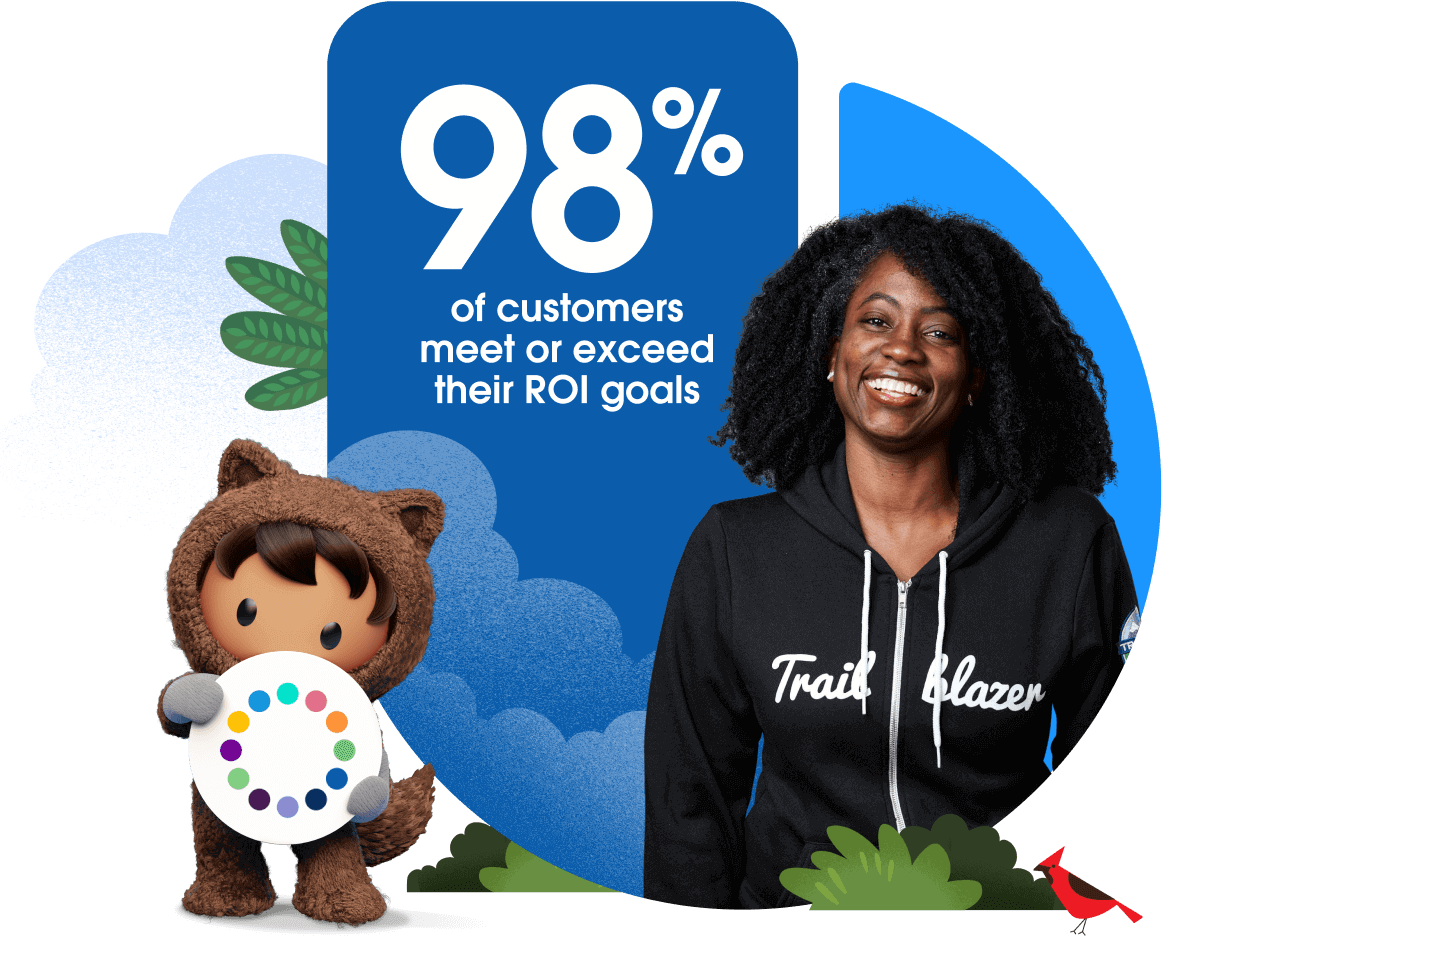 98%
of customers
meet or exceed
their ROI goals
Trail blazer